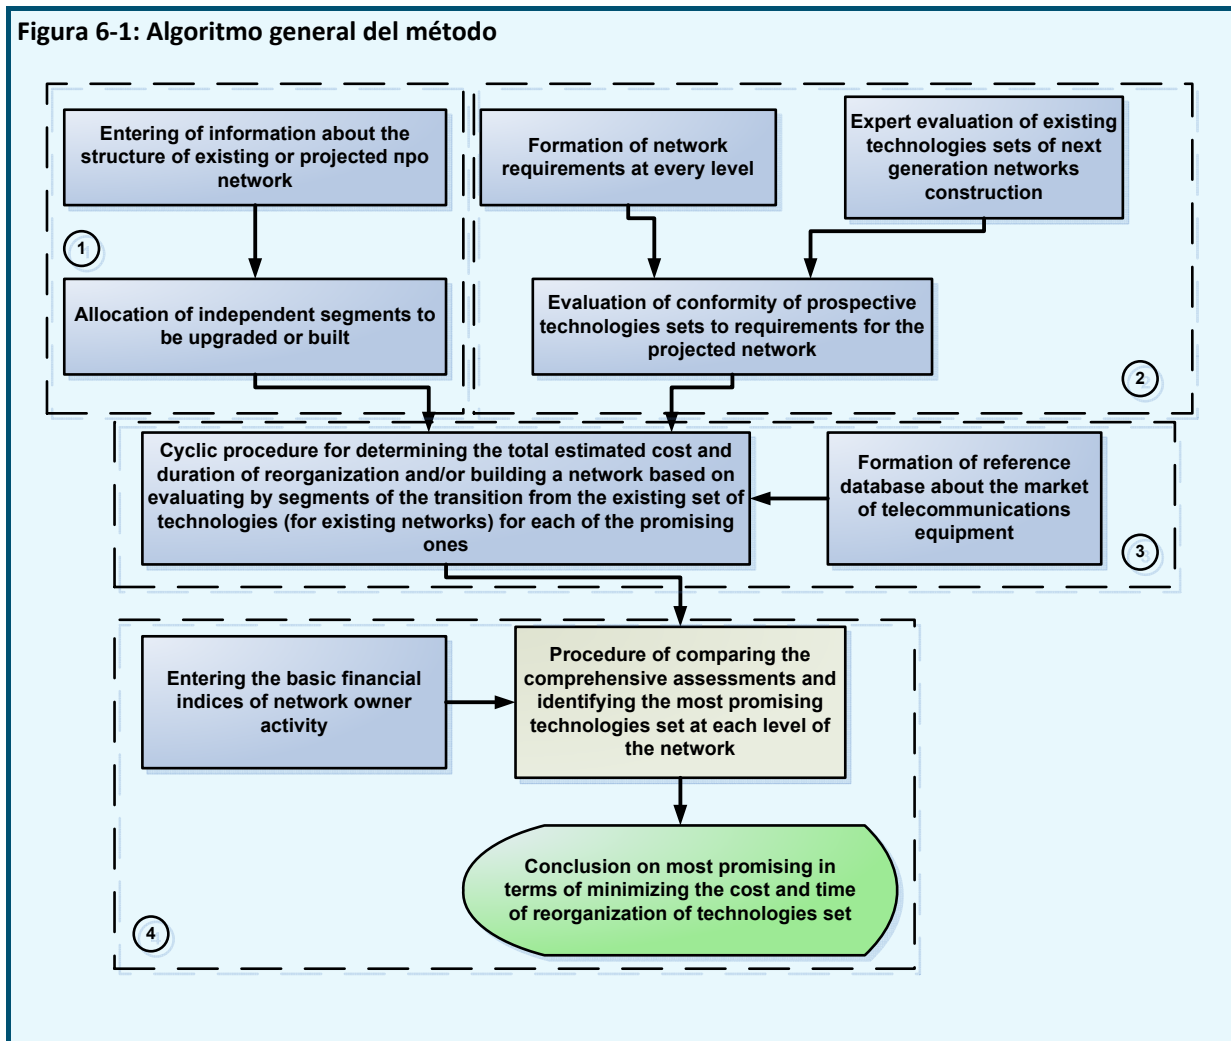 Figura 6-1: Algoritmo general del método
Entering of information about the
structure of existing or projected про
network
Formation of network
requirements at every level
Expert evaluation of existing
technologies sets of next
generation networks
construction
1
Allocation of independent segments to
be upgraded or built
Evaluation of conformity of prospective
technologies sets to requirements for the
projected network
2
Cyclic procedure for determining the total estimated cost and
duration of reorganization and/or building a network based on
evaluating by segments of the transition from the existing set of
technologies (for existing networks) for each of the promising
ones
Formation of reference
database about the market
of telecommunications
equipment
3
Entering the basic financial
indices of network owner
activity
Procedure of comparing the
comprehensive assessments and
identifying the most promising
technologies set at each level of
the network
Conclusion on most promising in
terms of minimizing the cost and time
of reorganization of technologies set
4